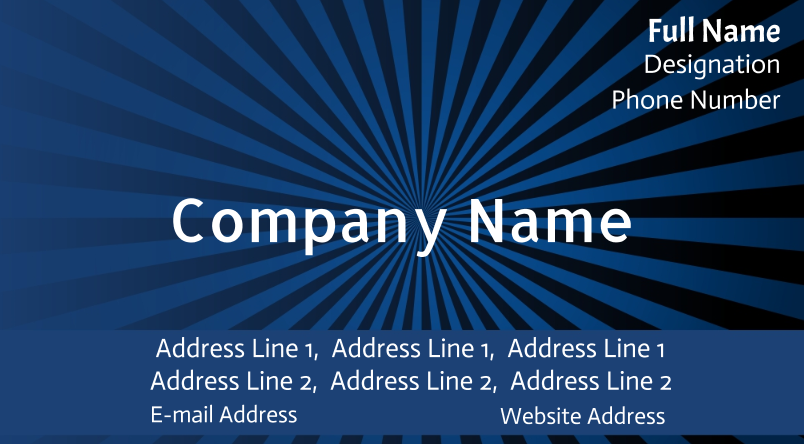 Full Name
Designation
Phone Number
Company Name
Address Line 1, Address Line 1, Address Line 1
Address Line 2, Address Line 2, Address Line 2
E-mail Address Website Address